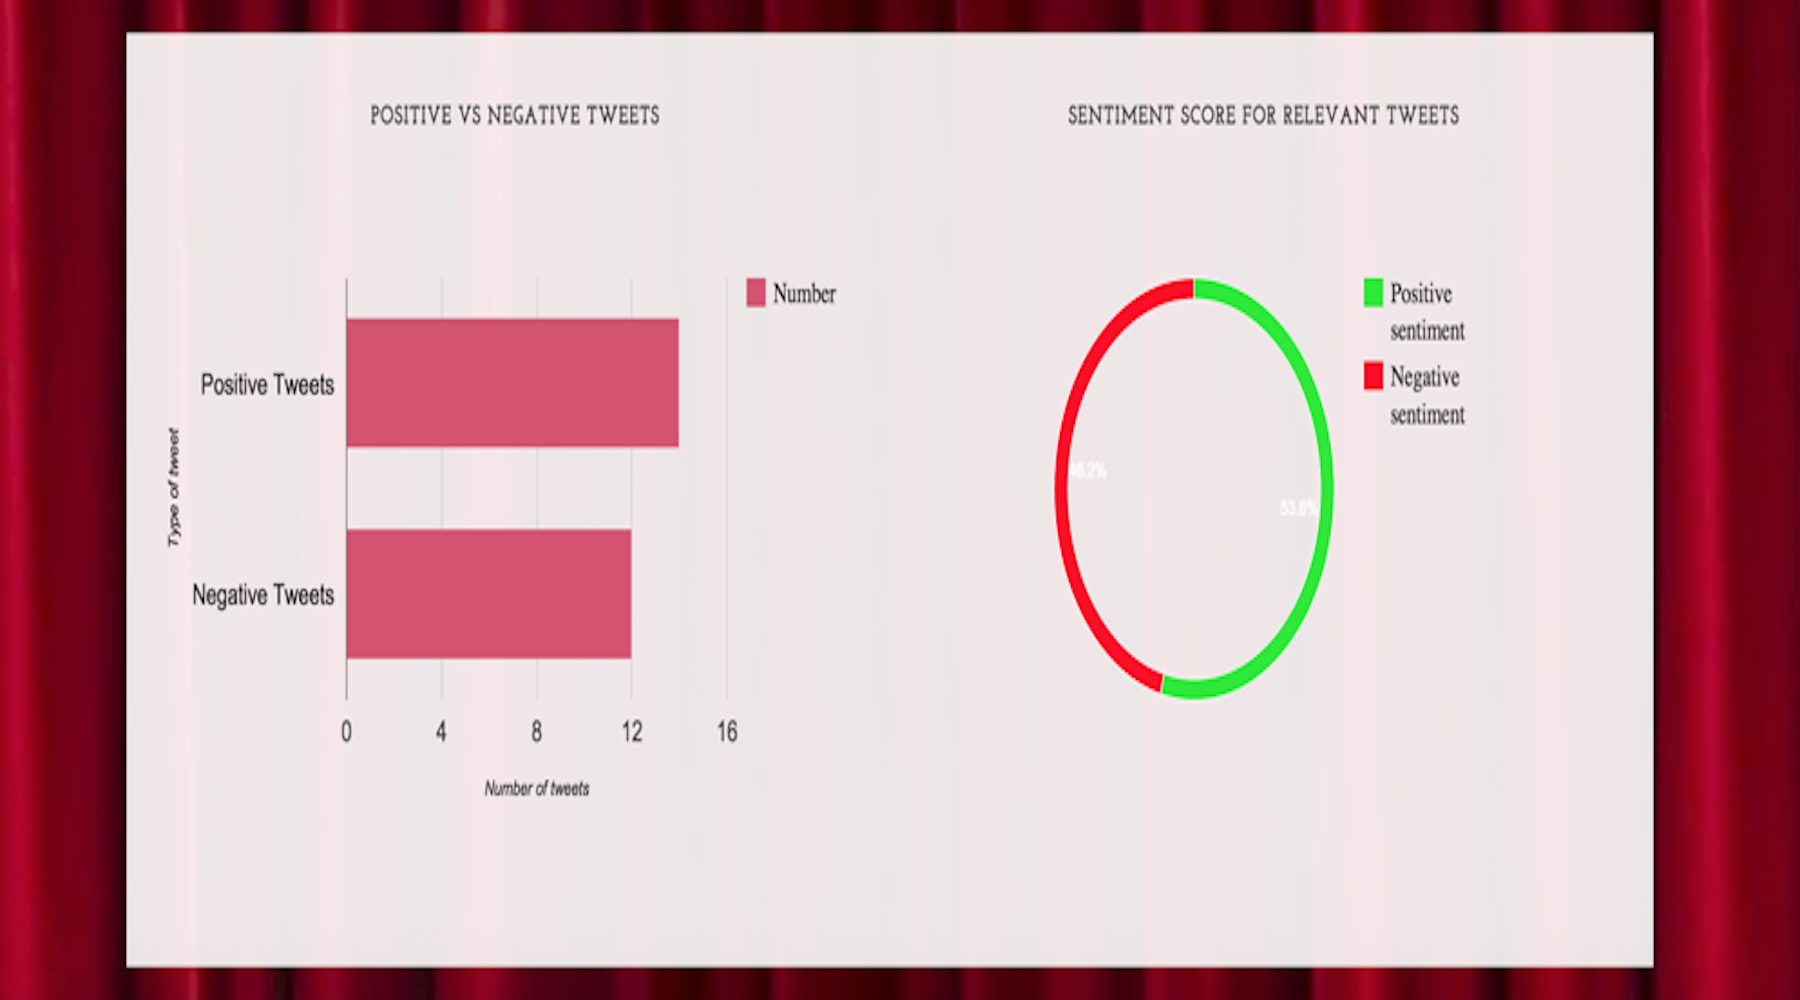 POSITIVE VS NEGATIVE TWEETS
Number
Positive Tweets
Negative Tweets
Type of tweet
0 4 8 12 16
Number of tweets
SENTIMENT SCORE FOR RELEVANT TWEETS
Positive
sentiment
Negative
sentiment
46.2%
53.8%